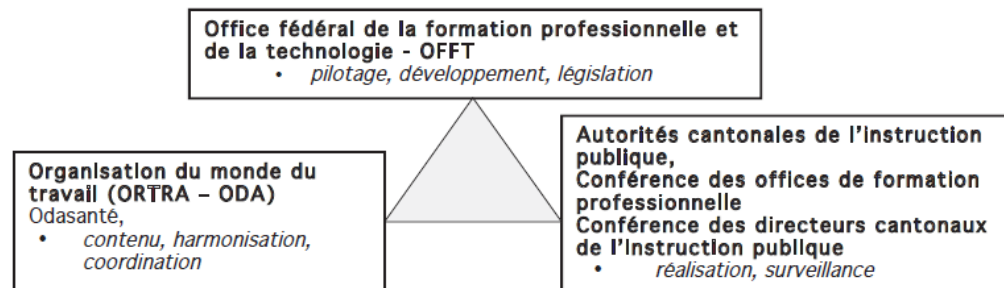 Office fédéral de la formation professionnelle et
de la technologie - OFFT
• pilotage, développement, législation
Organisation du monde du
travail (ORTRA – ODA)
Odasanté,
• contenu, harmonisation,
coordination
Autorités cantonales de l'instruction
publique,
Conférence des offices de formation
professionnelle
Conférence des directeurs cantonaux
de l'instruction publique
• réalisation, surveillance